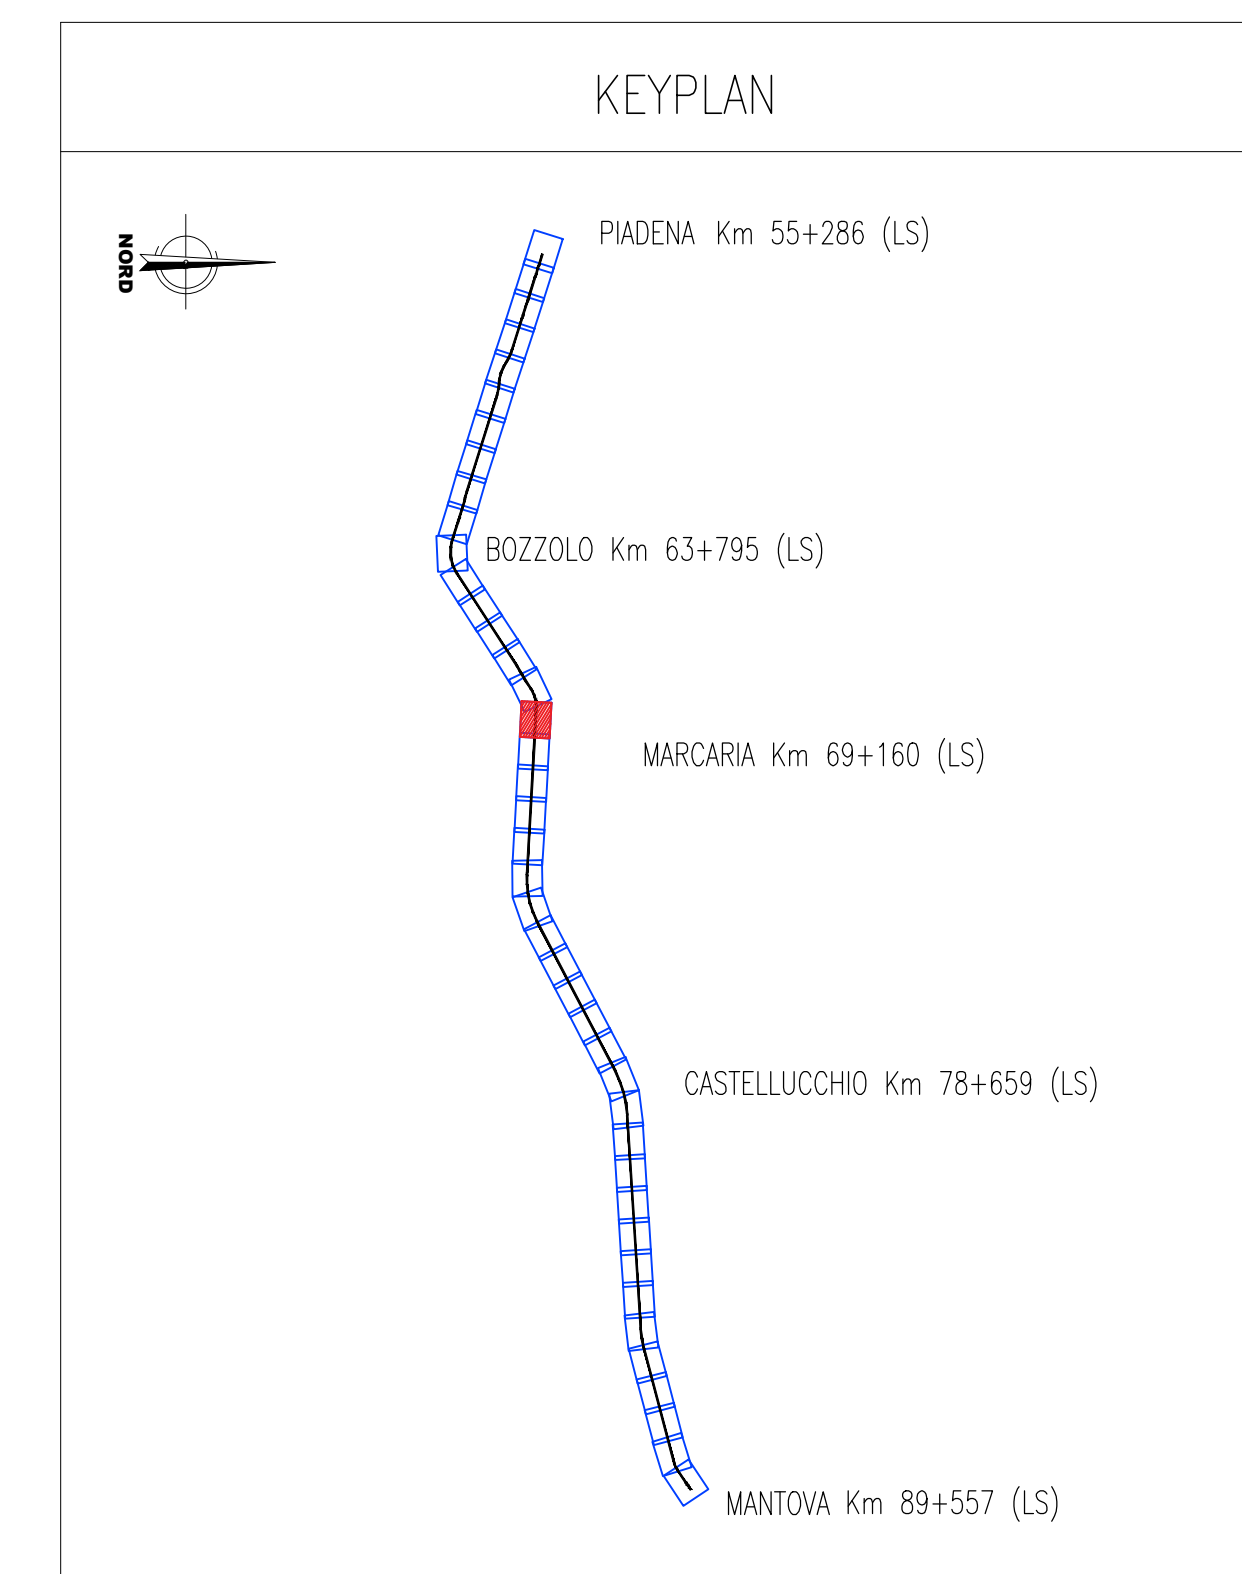 KEYPLAN
NORD
PIADENA Km 55+286 (LS)
BOZZOLO Km 63+795 (LS)
MARCARIA Km 69+160 (LS)
CASTELLUCCHIO Km 78+659 (LS)
MANTOVA Km 89+557 (LS)